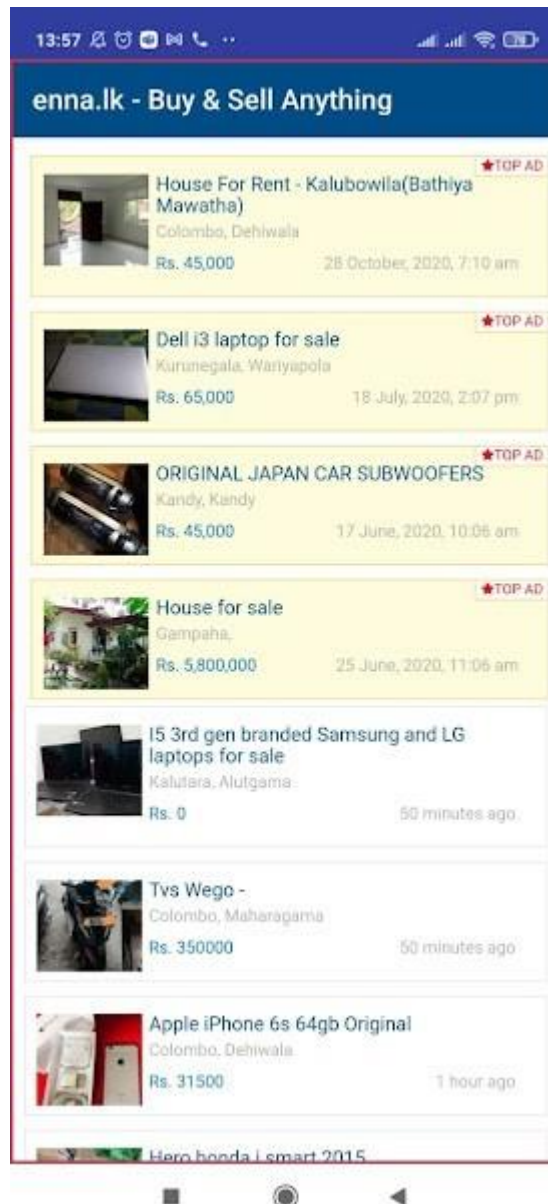 13:57
enna.lk - Buy & Sell Anything
TOP AD
House For Rent - Kalubowila(Bathiya
Mawatha)
Colombo, Dehiwala
Rs. 45,000 28 October, 2020, 7:10 am
TOP AD
Dell i3 laptop for sale
Kurunegala, Wariyapola
Rs. 65,000 18 July, 2020, 2:07 pm
TOP AD
ORIGINAL JAPAN CAR SUBWOOFERS
Kandy, Kandy
Rs. 45,000 17 June, 2020, 10:06 am
TOP AD
House for sale
Gampaha,
Rs. 5,800,000 25 June, 2020, 11:06 am
I5 3rd gen branded Samsung and LG
laptops for sale
Kalutara, Alutgama
Rs. 0 50 minutes ago
Tvs Wego -
Colombo, Maharagama
Rs. 350000 50 minutes ago
Apple iPhone 6s 64gb Original
Colombo, Dehiwala
Rs. 31500 1 hour ago
Hero honda i smart 2015